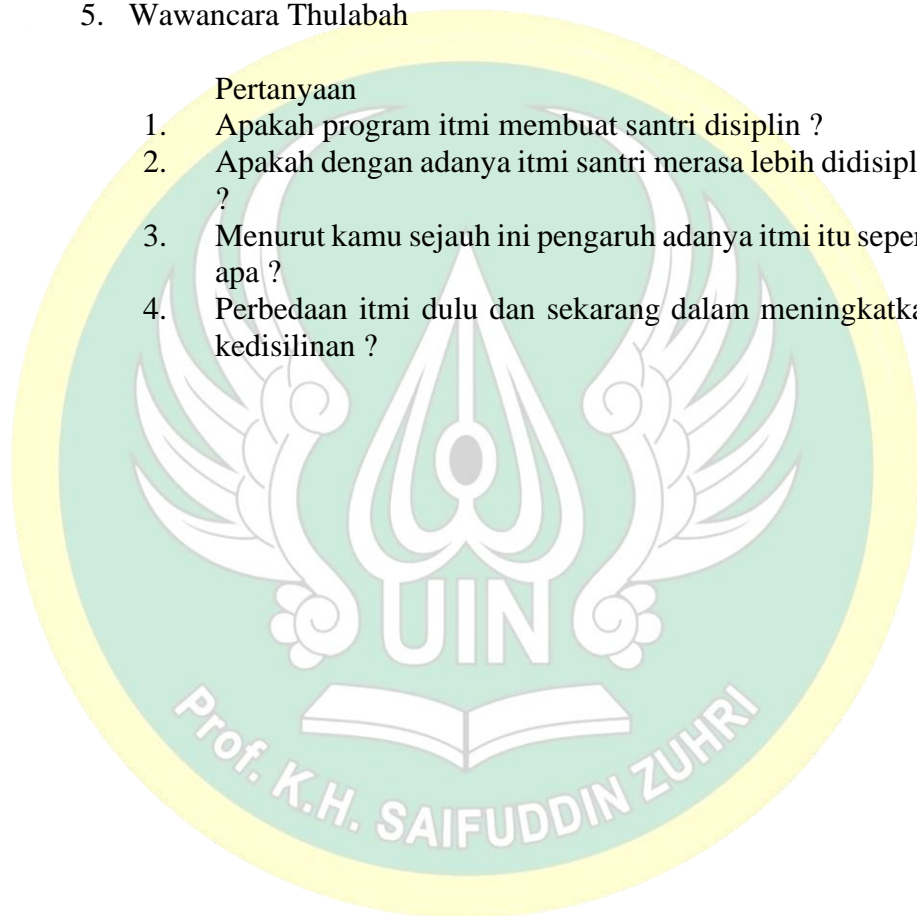 5. Wawancara Thulabah
Pertanyaan
1. Apakah program itmi membuat santri disiplin ?
2. Apakah dengan adanya itmi santri merasa lebih
?
3. Menurut kamu sejauh ini pengaruh adanya itmi itu
apa ?
4. Perbedaan itmi dulu dan sekarang dalam
kedisilinan ?
UIN
Prof. K.H. SAIFUDDIN ZUHRI